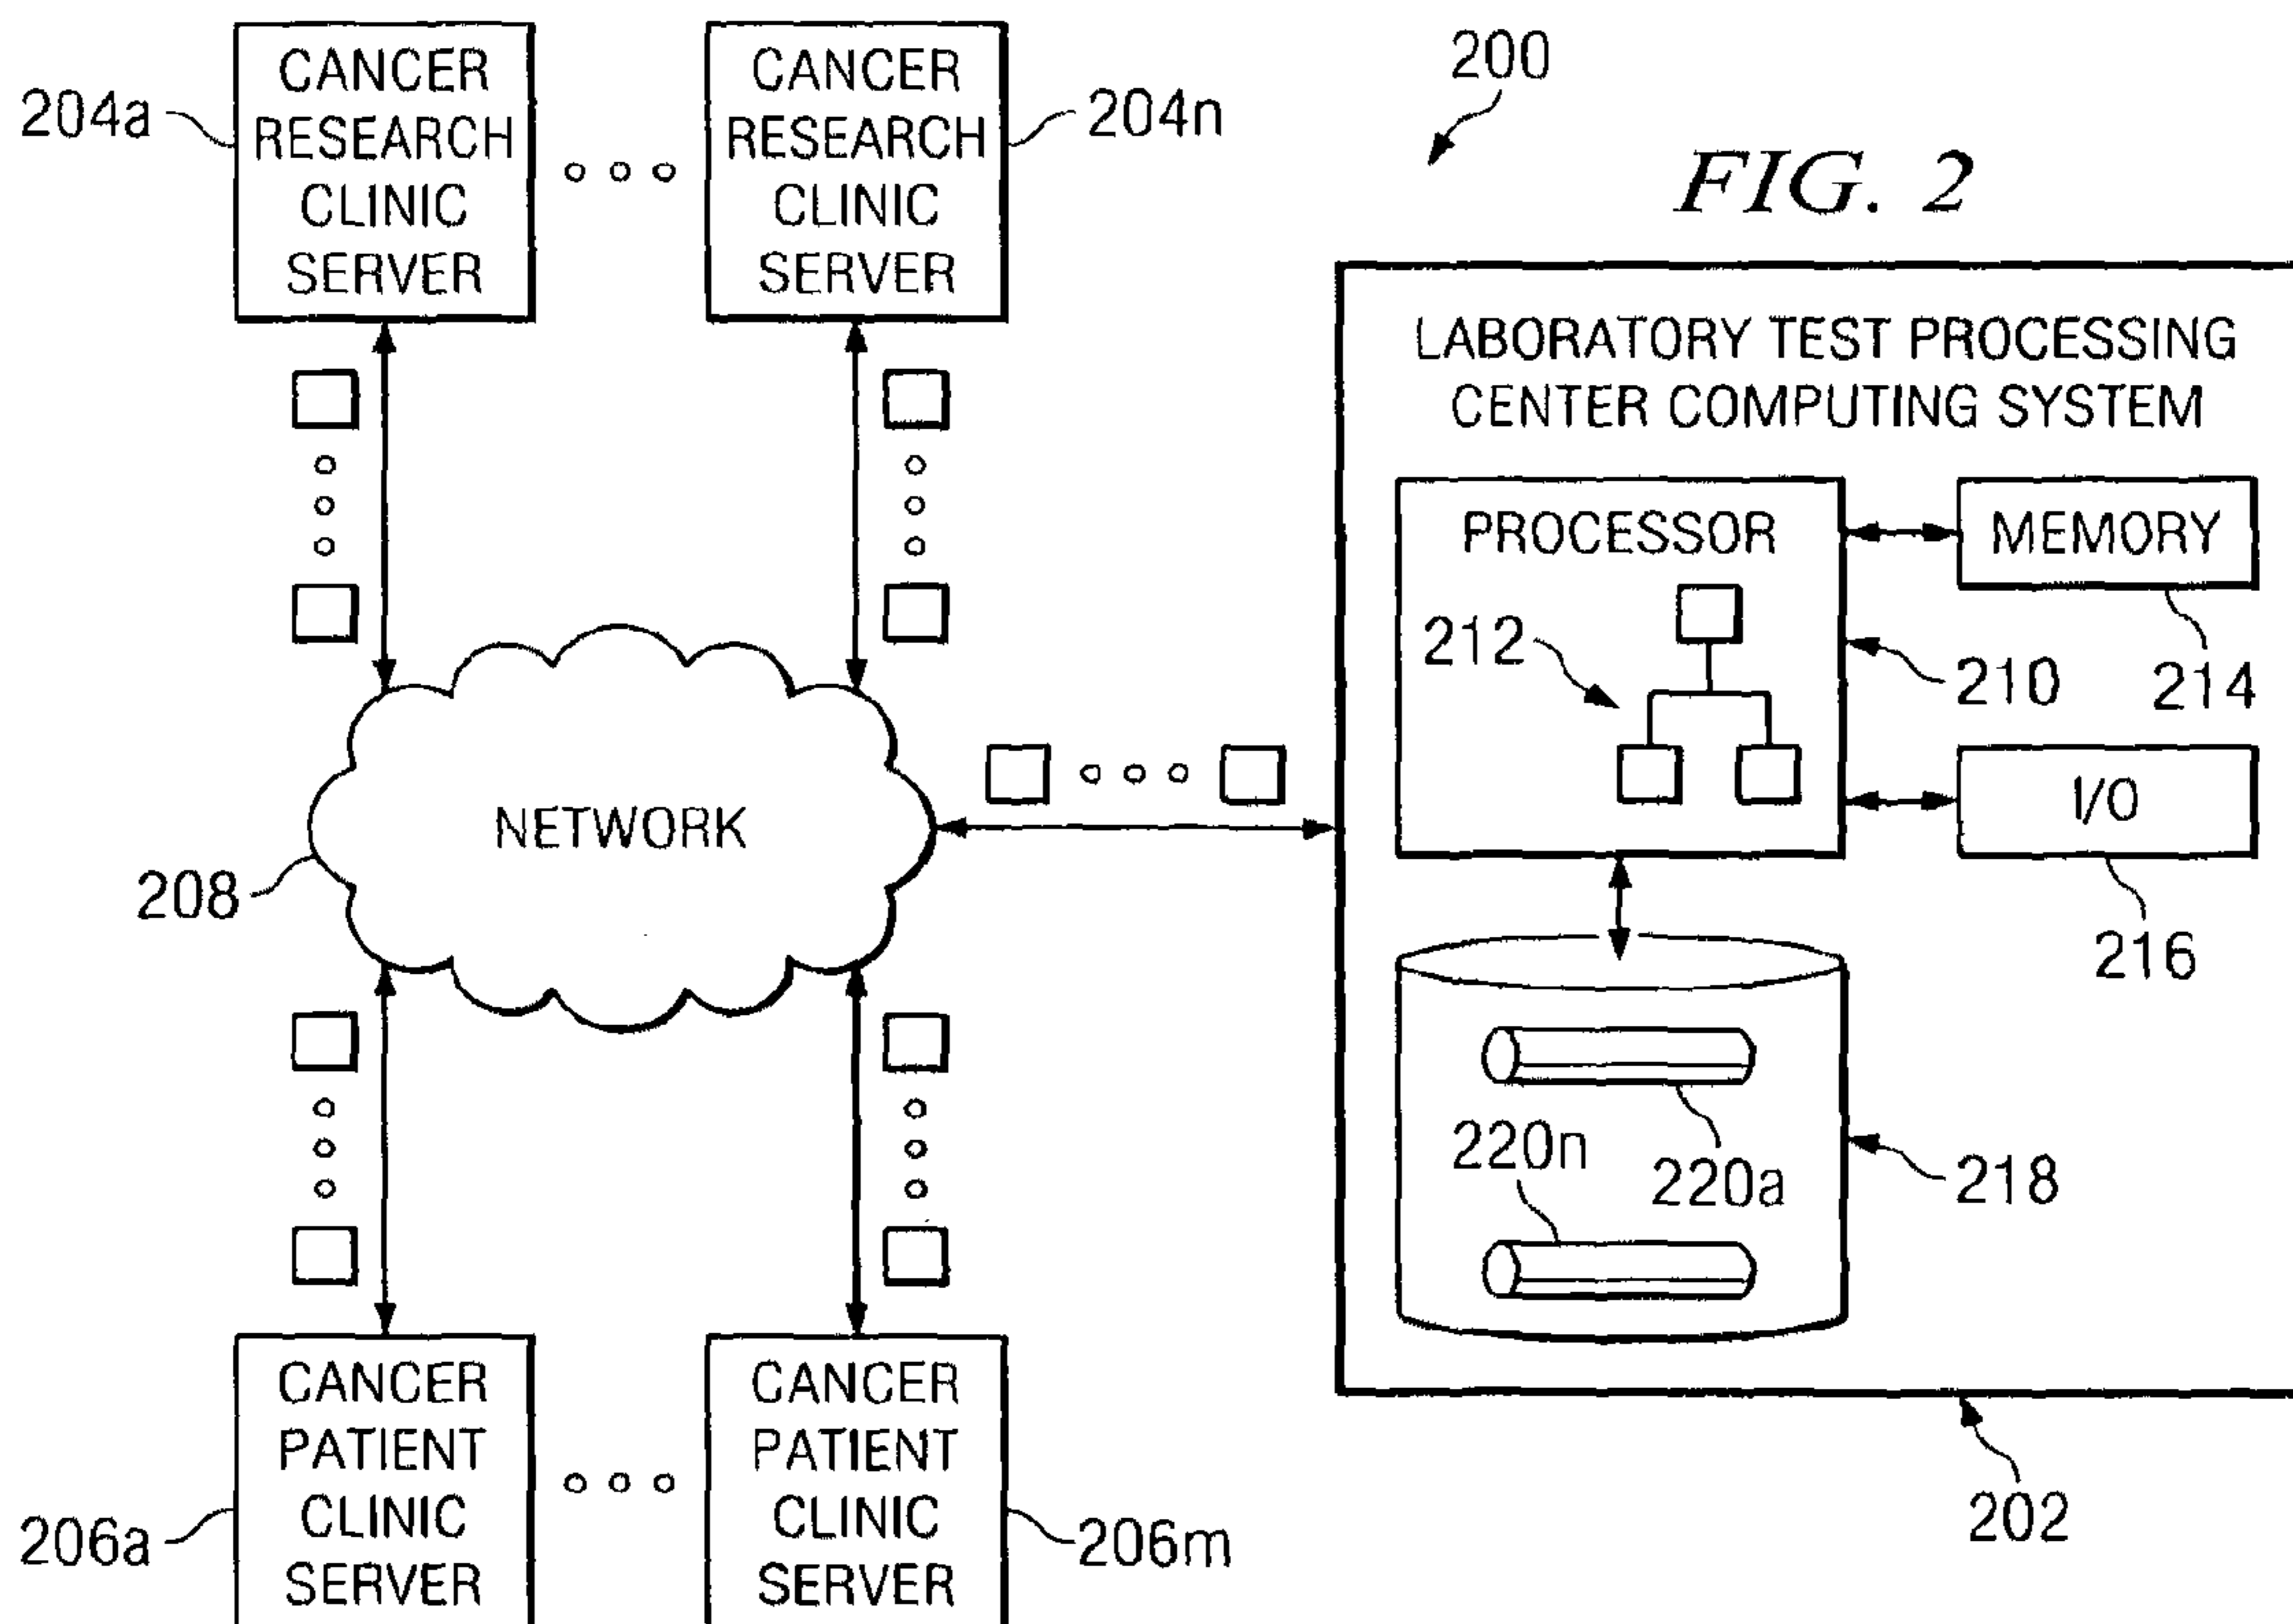 200
FIG. 2
204a
CANCER
RESEARCH
CLINIC
SERVER
CANCER
RESEARCH
CLINIC
SERVER
204n
LABORATORY TEST PROCESSING
CENTER COMPUTING SYSTEM
PROCESSOR
212
MEMORY
214
210
I/O
216
NETWORK
208
220a
220n
218
202
206a
CANCER
PATIENT
CLINIC
SERVER
CANCER
PATIENT
CLINIC
SERVER
206m